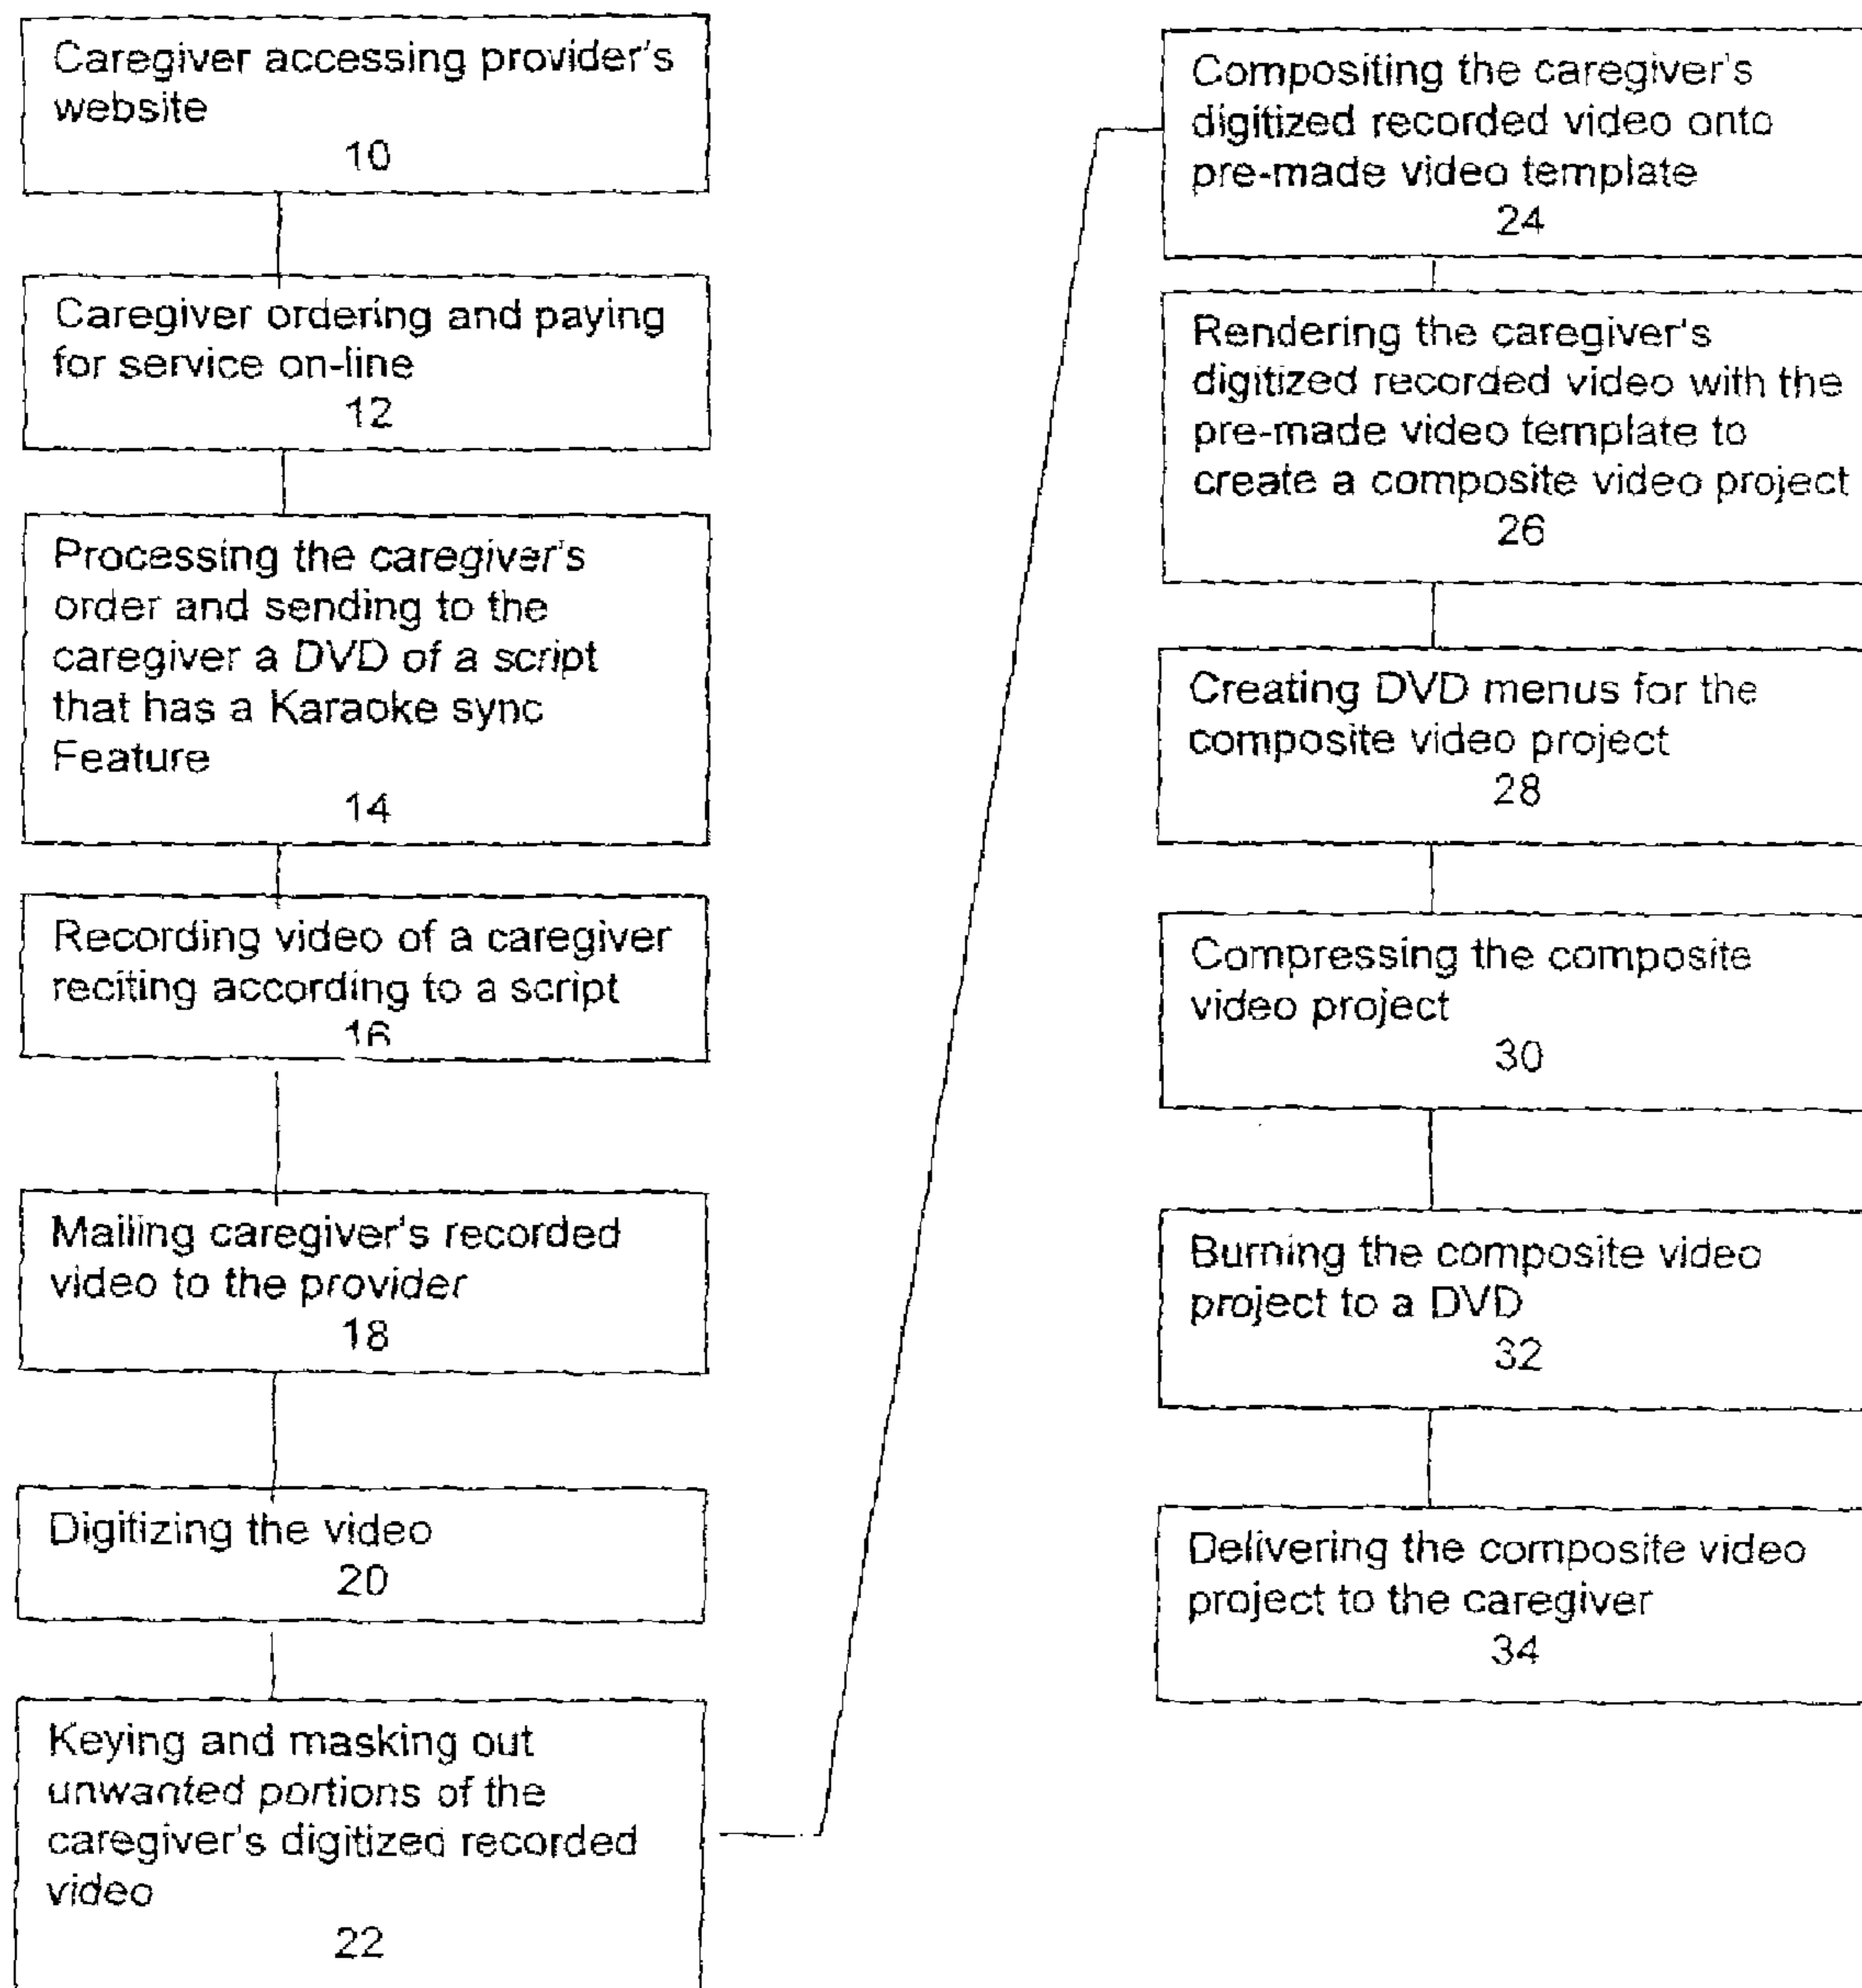 Caregiver accessing provider's
website
10
Caregiver ordering and paying
for service on-line
12
Processing the caregiver's
order and sending to the
caregiver a DVD of a script
that has a Karaoke sync
Feature
14
Recording video of a caregiver
reciting according to a script
16
Mailing caregiver's recorded
video to the provider
18
Digitizing the video
20
Keying and masking out
unwanted portions of the
caregiver's digitized recorded
video
22
Compositing the caregiver's
digitized recorded video onto
pre-made video template
24
Rendering the caregiver's
digitized recorded video with the
pre-made video template to
create a composite video project
26
Creating DVD menus for the
composite video project
28
Compressing the composite
video project
30
Burning the composite video
project to a DVD
32
Delivering the composite video
project to the caregiver
34